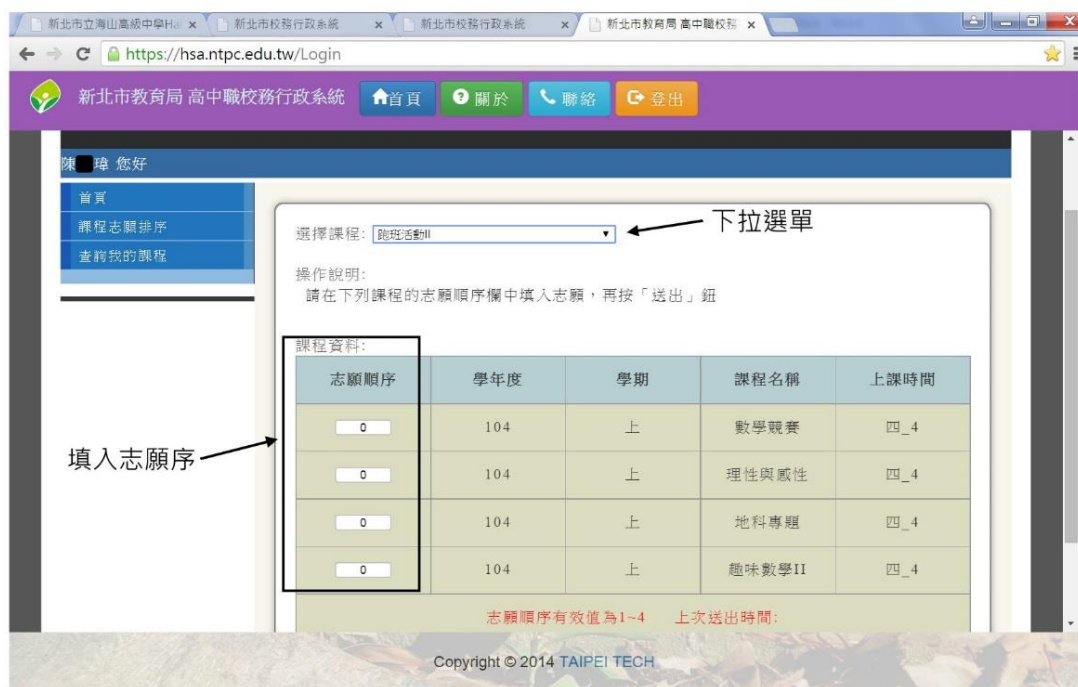 新北市立海山高級中學Ha
新北市校務行政系統
新北市校務行政系統
新北市教育局 高中職校務
https://hsa.ntpc.edu.tw/Login
新北市教育局 高中職校務行政系統
首頁
關於
聯絡
登出
陳 瑋 您好
首頁
課程志願排序
查詢我的課程
選擇課程: 跑班活動II
下拉選單
操作說明:
請在下列課程的志願順序欄中填入志願，再按「送出」鈕
課程資料:
志願順序 學年度 學期 課程名稱 上課時間
0 104 上 數學競賽 四_4
填入志願序
0 104 上 理性與感性 四_4
0 104 上 地科專題 四_4
0 104 上 趣味數學II 四_4
志願順序有效值為1~4 上次送出時間:
Copyright © 2014 TAIPEI TECH